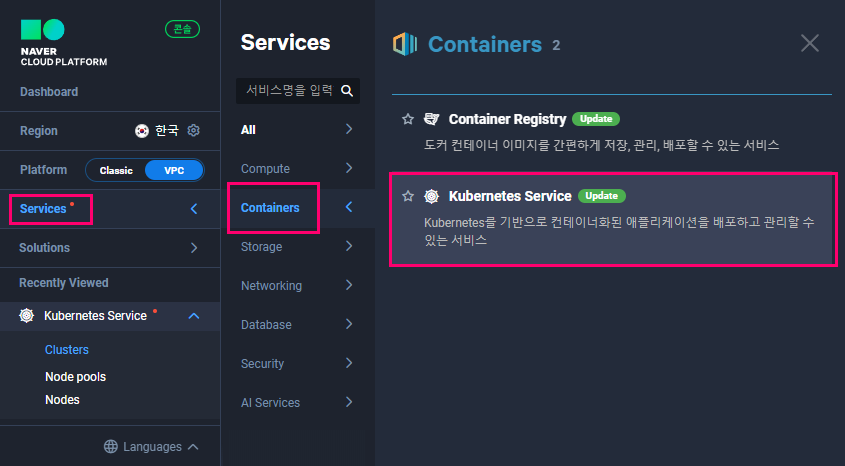 NAVER
CLOUD PLATFORM
콘솔
Dashboard
Region
한국
Platform
Classic
VPC
Services
Solutions
Recently Viewed
Kubernetes Service
Clusters
Node pools
Nodes
Languages
Services
서비스명을 입력
All
Compute
Containers
Storage
Networking
Database
Security
AI Services
Containers 2
Container Registry Update
도커 컨테이너 이미지를 간편하게 저장, 관리, 배포할 수 있는 서비스
Kubernetes Service Update
Kubernetes를 기반으로 컨테이너화된 애플리케이션을 배포하고 관리할 수
있는 서비스